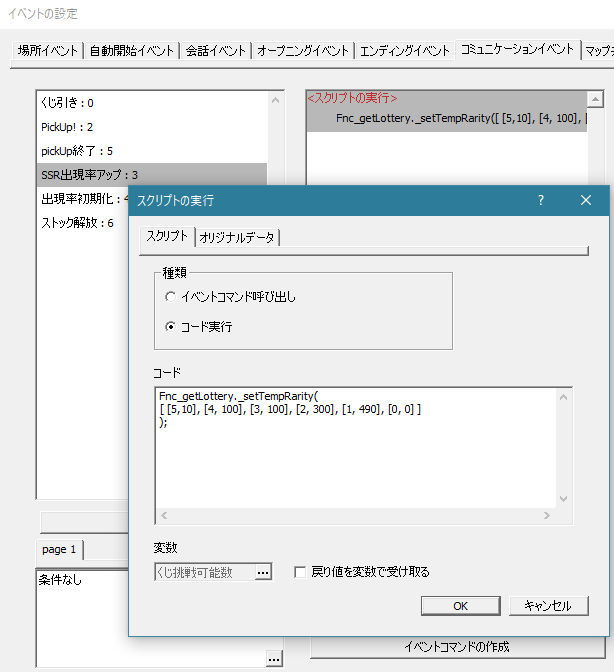 イベントの設定
場所イベント 自動開始イベント 会話イベント オープニングイベント エンディングイベント コミュニケーションイベント マップ共
くじ引き : 0
PickUp! : 2
pickUp終了 : 5
SSR出現率アップ : 3
出現率初期化 : 4
ストック解放 : 6
<スクリプトの実行>
Fnc_getLottery._setTempRarity([ [5,10], [4, 100], [
スクリプトの実行
? ×
スクリプト オリジナルデータ
種類
イベントコマンド呼び出し
コード実行
コード
Fnc_getLottery._setTempRarity(
[ [5,10], [4, 100], [3, 100], [2, 300], [1, 490], [0, 0] ]
);
変数
くじ挑戦可能数 ...
戻り値を変数で受け取る
OK キャンセル
page 1
条件なし
...
イベントコマンドの作成